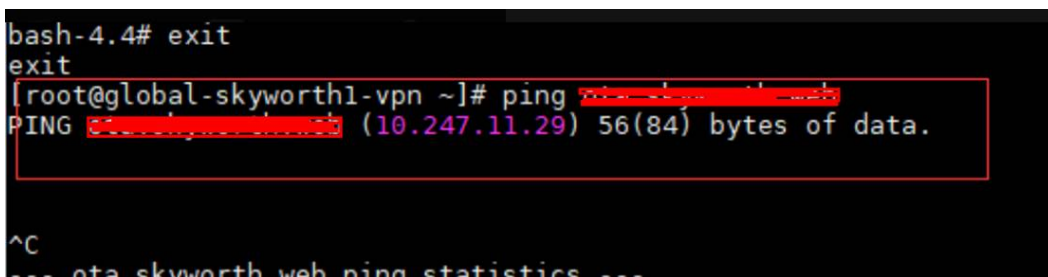 bash-4.4# exit
exit
[root@global-skyworth1-vpn ~]# ping
PING (10.247.11.29) 56(84) bytes of data.
^C
--- ota skyworth web ping statistics ---